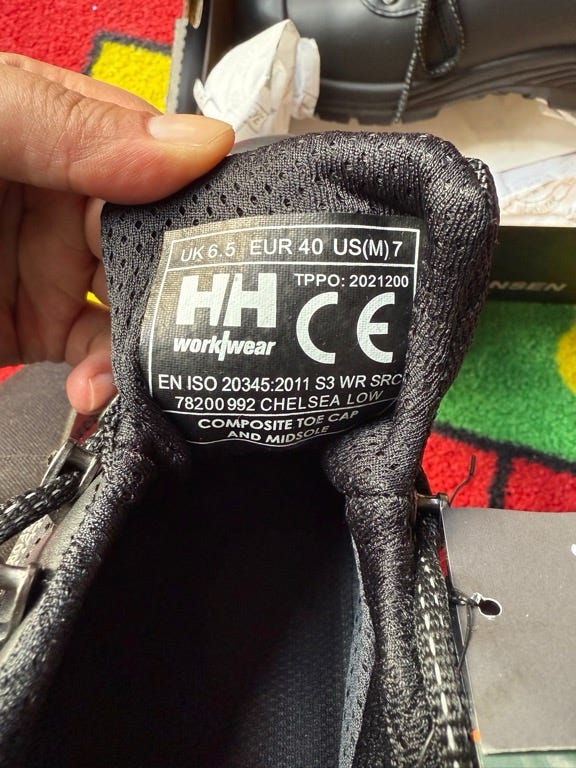 UK 6.5 EUR 40 US(M) 7
HH
workwear
TPPO: 2021200
CE
EN ISO 20345:2011 S3 WR SRC
78200 992 CHELSEA LOW
COMPOSITE TOE CAP
AND MIDSOLE
NSEN